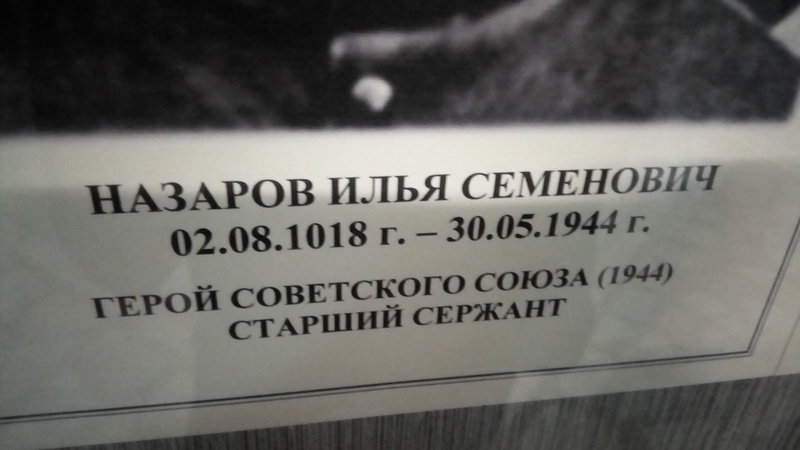 НАЗАРОВ ИЛЬЯ СЕМЕНОВИЧ
02.08.1018 г. – 30.05.1944 г.
ГЕРОЙ СОВЕТСКОГО СОЮЗА (1944)
СТАРШИЙ СЕРЖАНТ